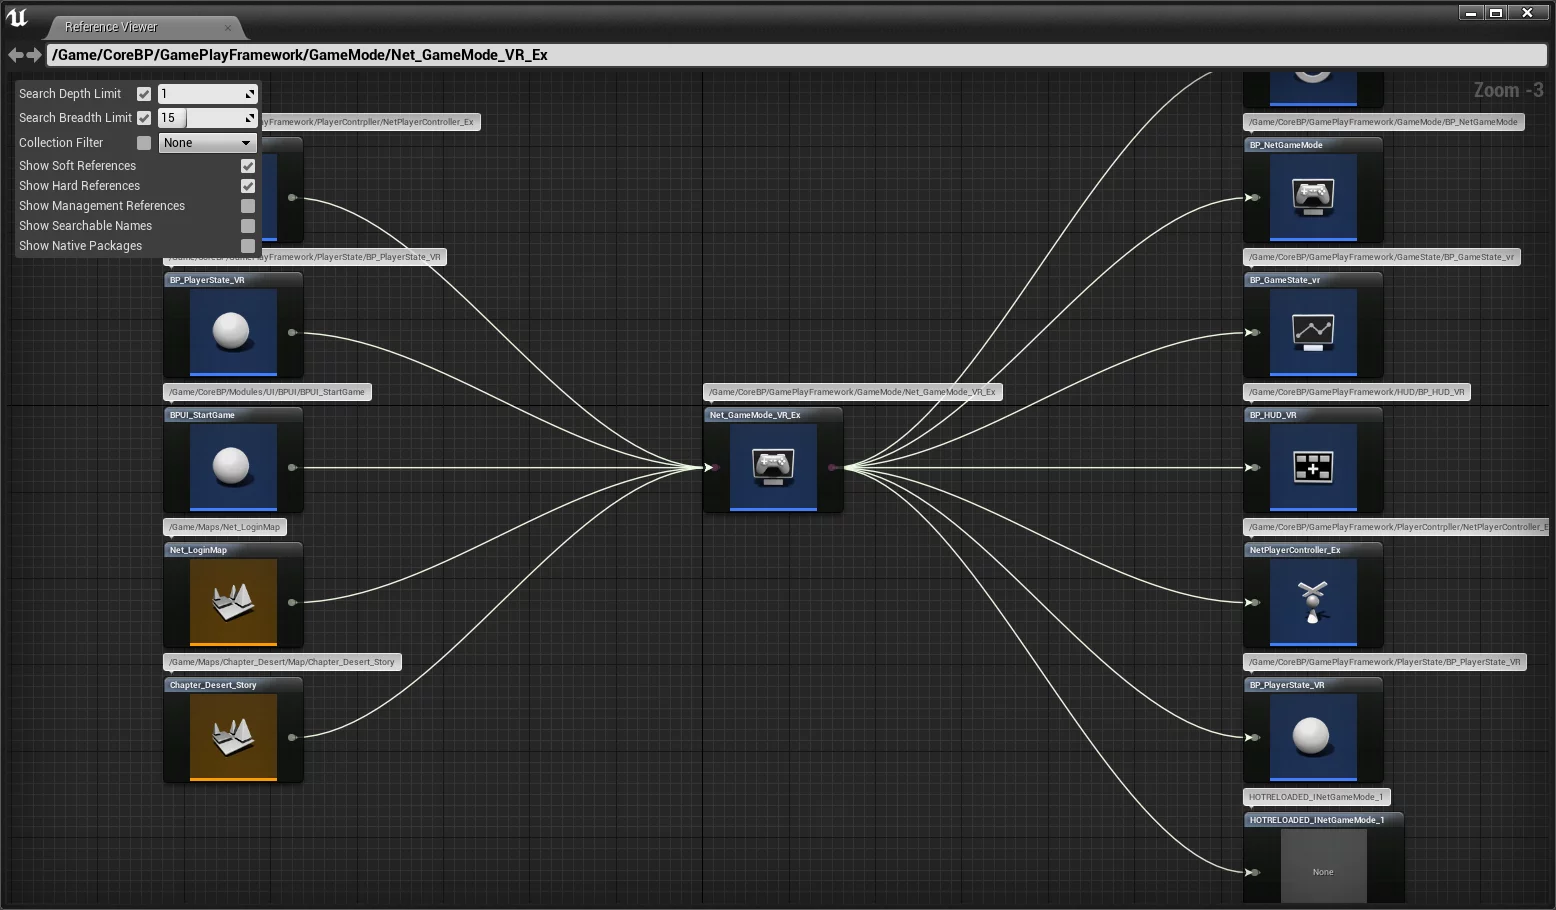 Reference Viewer
/Game/CoreBP/GamePlayFramework/GameMode/Net_GameMode_VR_Ex
Zoom -3
Search Depth Limit 1
Search Breadth Limit 15
Collection Filter None
Show Soft References
Show Hard References
Show Management References
Show Searchable Names
Show Native Packages
yFramework/PlayerContrpller/NetPlayerController_Ex
/Game/CoreBP/GamePlayFramework/PlayerState/BP_PlayerState_VR
BP_PlayerState_VR
/Game/CoreBP/Modules/UI/BPUI/BPUI_StartGame
BPUI_StartGame
/Game/Maps/Net_LoginMap
Net_LoginMap
/Game/Maps/Chapter_Desert/Map/Chapter_Desert_Story
Chapter_Desert_Story
/Game/CoreBP/GamePlayFramework/GameMode/Net_GameMode_VR_Ex
Net_GameMode_VR_Ex
/Game/CoreBP/GamePlayFramework/GameMode/BP_NetGameMode
BP_NetGameMode
/Game/CoreBP/GamePlayFramework/GameState/BP_GameState_vr
BP_GameState_vr
/Game/CoreBP/GamePlayFramework/HUD/BP_HUD_VR
BP_HUD_VR
/Game/CoreBP/GamePlayFramework/PlayerContrpller/NetPlayerController_E
NetPlayerController_Ex
/Game/CoreBP/GamePlayFramework/PlayerState/BP_PlayerState_VR
BP_PlayerState_VR
HOTRELOADED_INetGameMode_1
HOTRELOADED_INetGameMode_1
None